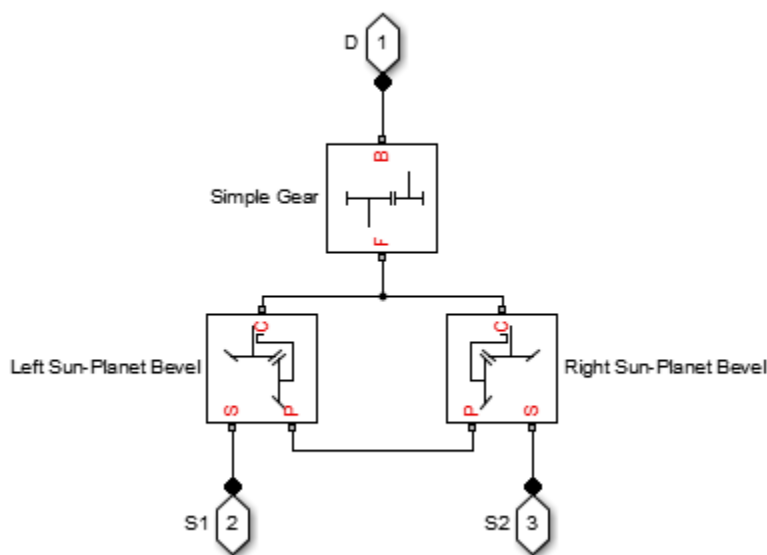 D 1
B
Simple Gear
F
C C
Left Sun-Planet Bevel Right Sun-Planet Bevel
S P P S
S1 2 S2 3